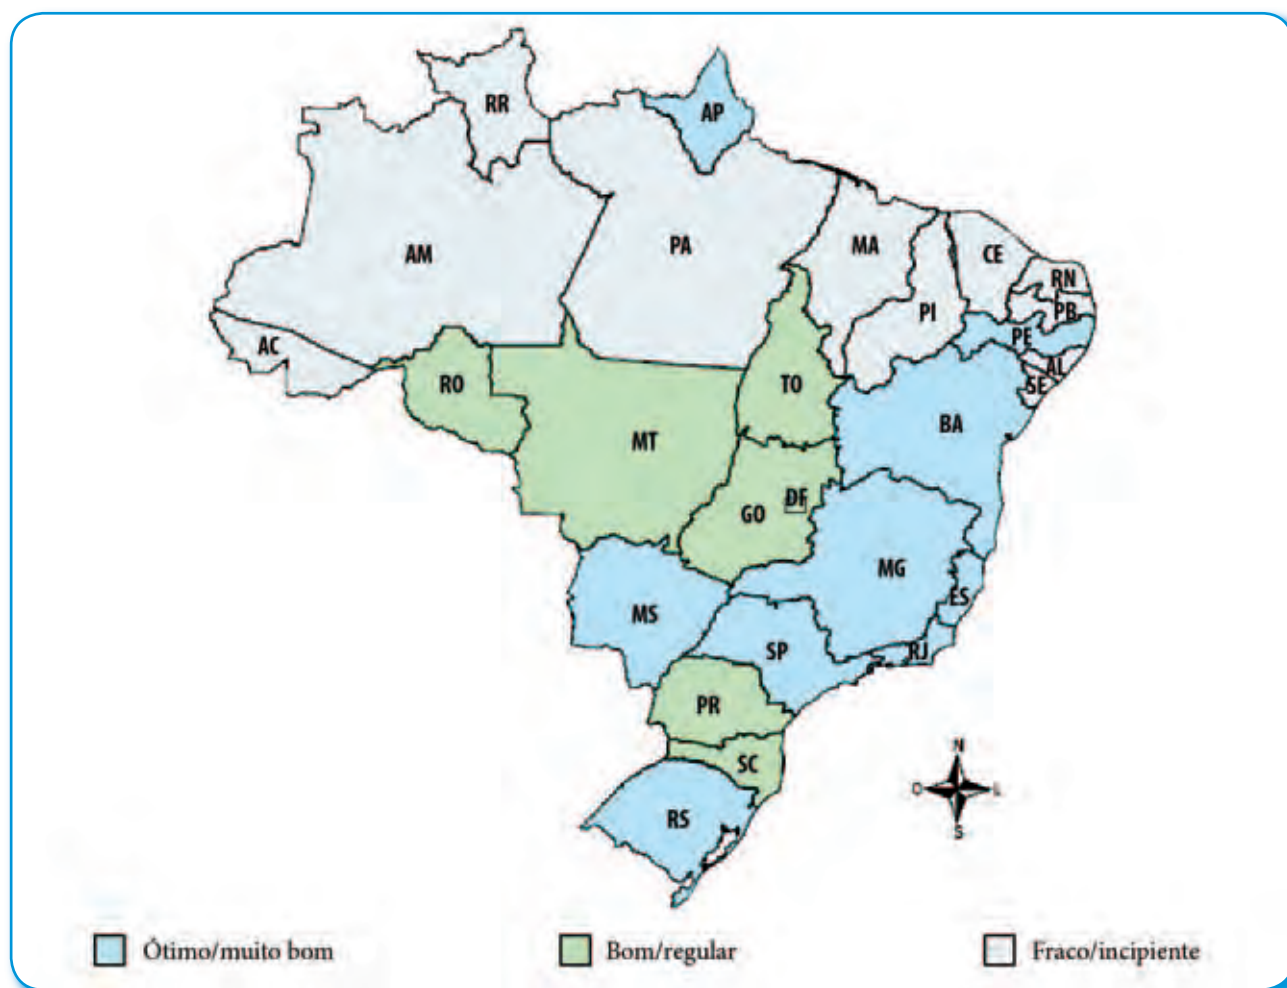 RR
AP
AM
PA
MA
CE
RN
PB
PI
PE
AL
SE
AC
RO
TO
BA
MT
GO
DF
MG
ES
MS
SP
RJ
PR
SC
RS
N
O
L
S
Ótimo/muito bom
Bom/regular
Fraco/incipiente